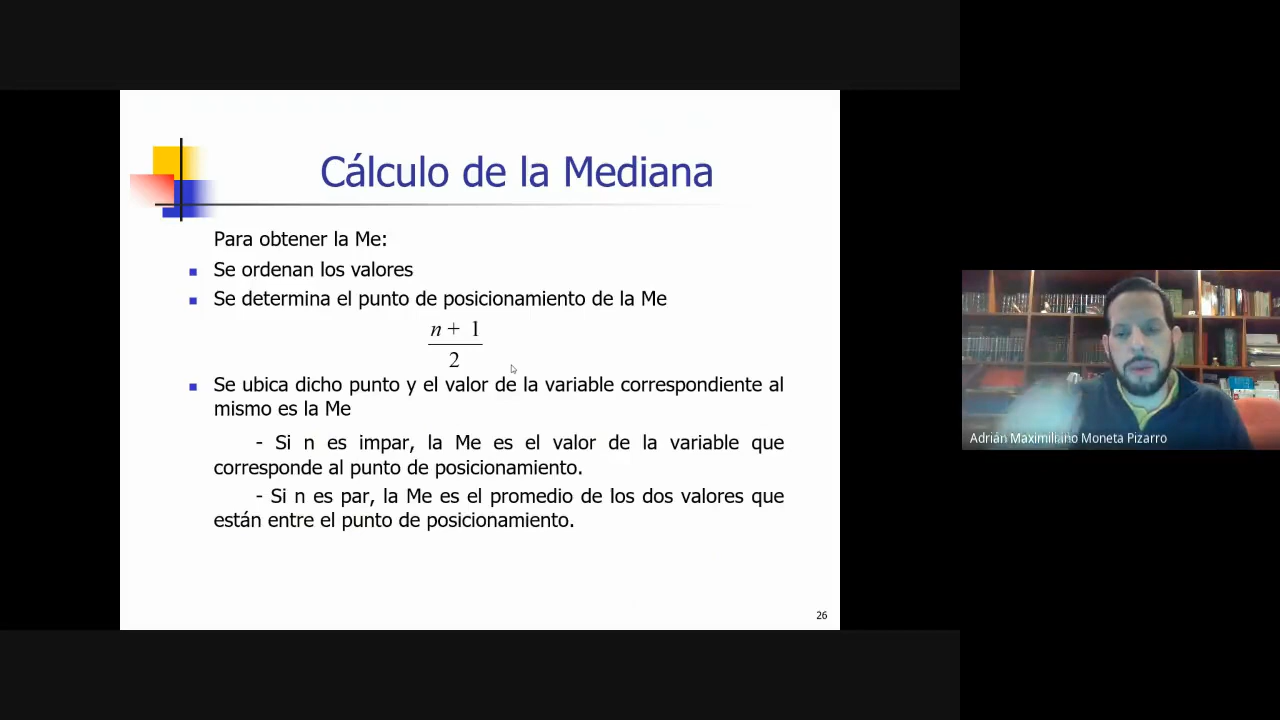 Cálculo de la Mediana
Para obtener la Me:
Se ordenan los valores
Se determina el punto de posicionamiento de la Me
n + 1
2
Se ubica dicho punto y el valor de la variable correspondiente al
mismo es la Me
- Si n es impar, la Me es el valor de la variable que
corresponde al punto de posicionamiento.
- Si n es par, la Me es el promedio de los dos valores que
están entre el punto de posicionamiento.
26
Adrián Maximiliano Moneta Pizarro